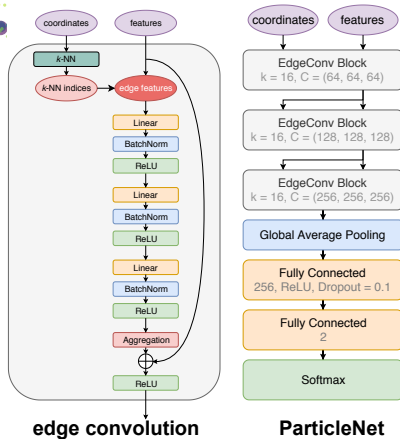 coordinates
features
k-NN
k-NN indices
edge features
Linear
BatchNorm
ReLU
Linear
BatchNorm
ReLU
Linear
BatchNorm
ReLU
Aggregation
ReLU
edge convolution
coordinates
features
EdgeConv Block
k = 16, C = (64, 64, 64)
EdgeConv Block
k = 16, C = (128, 128, 128)
EdgeConv Block
k = 16, C = (256, 256, 256)
Global Average Pooling
Fully Connected
256, ReLU, Dropout = 0.1
Fully Connected
2
Softmax
ParticleNet